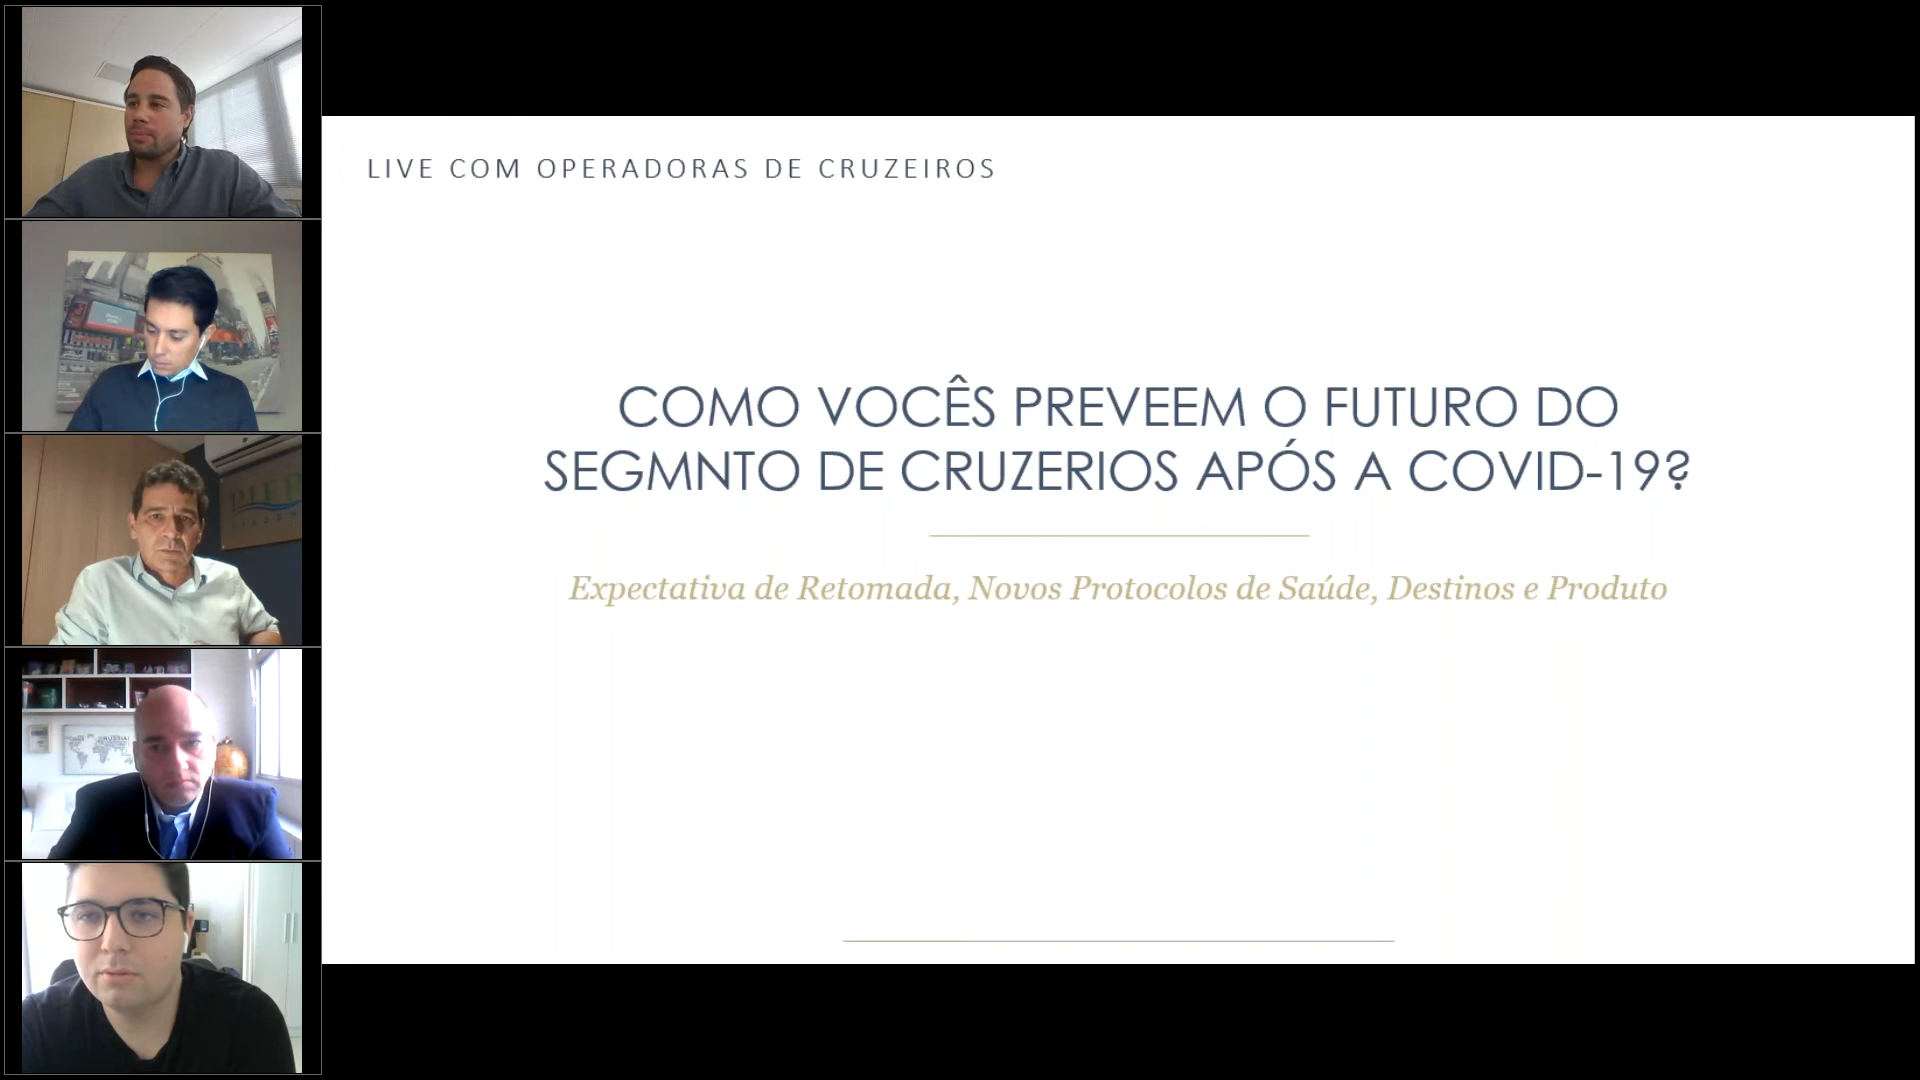 LIVE COM OPERADORAS DE CRUZEIROS
COMO VOCÊS PREVEEM O FUTURO DO
SEGMNTO DE CRUZERIOS APÓS A COVID-19?
Expectativa de Retomada, Novos Protocolos de Saúde, Destinos e Produto